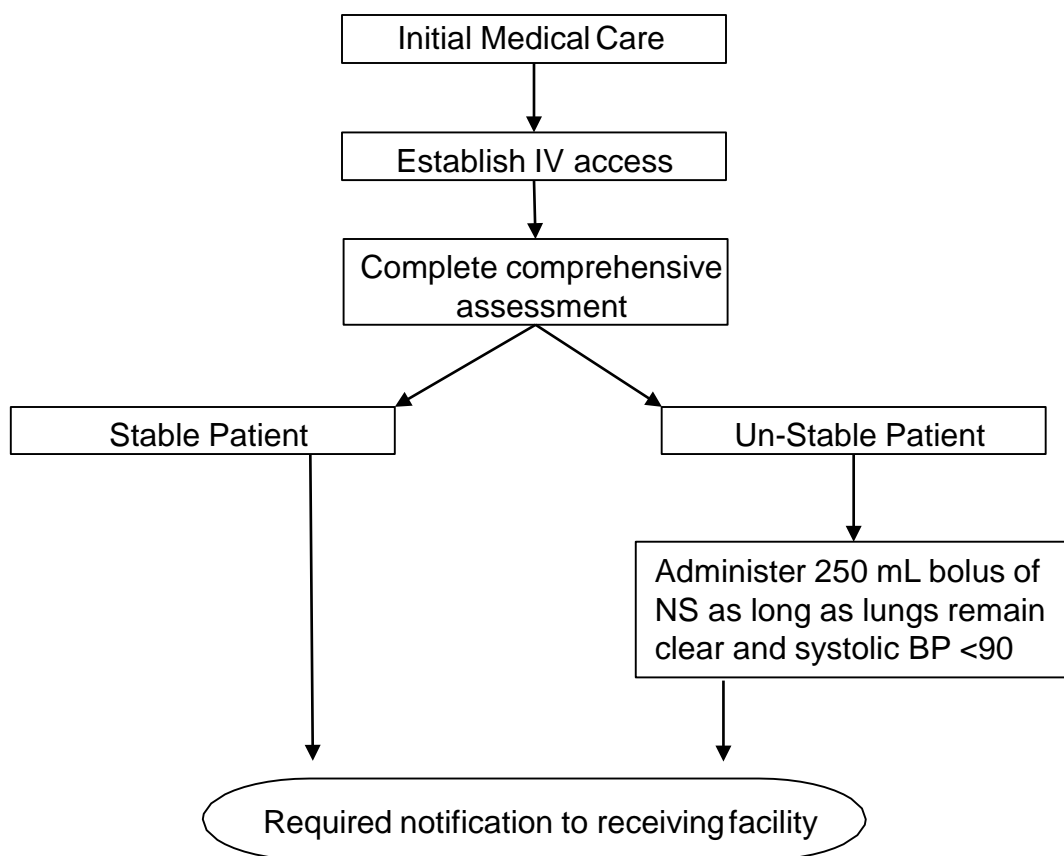 Initial Medical Care
Establish IV access
Complete comprehensive
assessment
Stable Patient
Un-Stable Patient
Administer 250 mL bolus of
NS as long as lungs remain
clear and systolic BP <90
Required notification to receiving facility